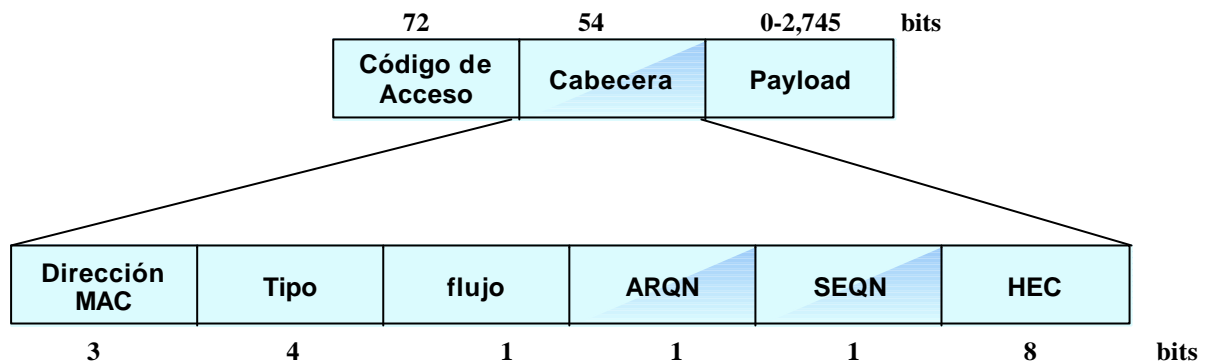 72 54 0-2,745 bits
Código de Acceso Cabecera Payload
Dirección MAC Tipo flujo ARQN SEQN HEC
3 4 1 1 1 8 bits